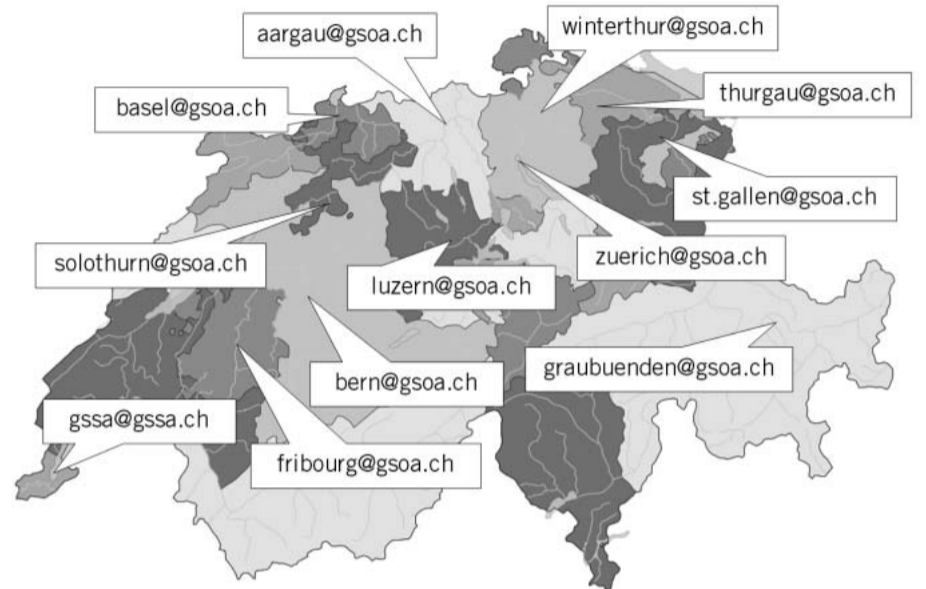 aargau@gsoa.ch
winterthur@gsoa.ch
basel@gsoa.ch
thurgau@gsoa.ch
st.gallen@gsoa.ch
solothurn@gsoa.ch
zuerich@gsoa.ch
luzern@gsoa.ch
graubuenden@gsoa.ch
bern@gsoa.ch
gssa@gssa.ch
fribourg@gsoa.ch